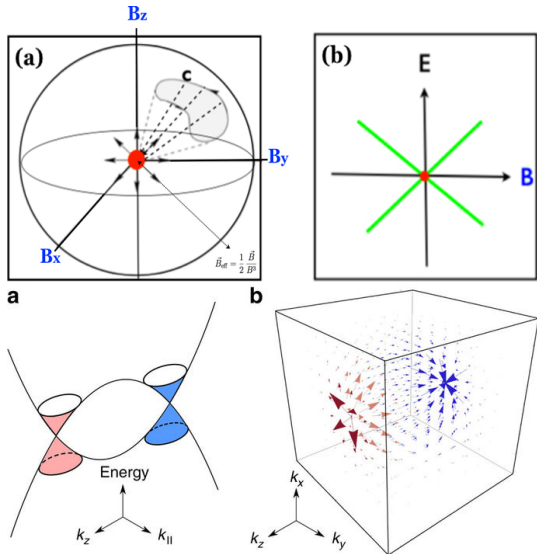 Bz
(a)
c
By
Bx
B⃗eff = 1/2 B⃗/B³
(b)
E
B
a
Energy
kz
k||
b
kx
kz
ky